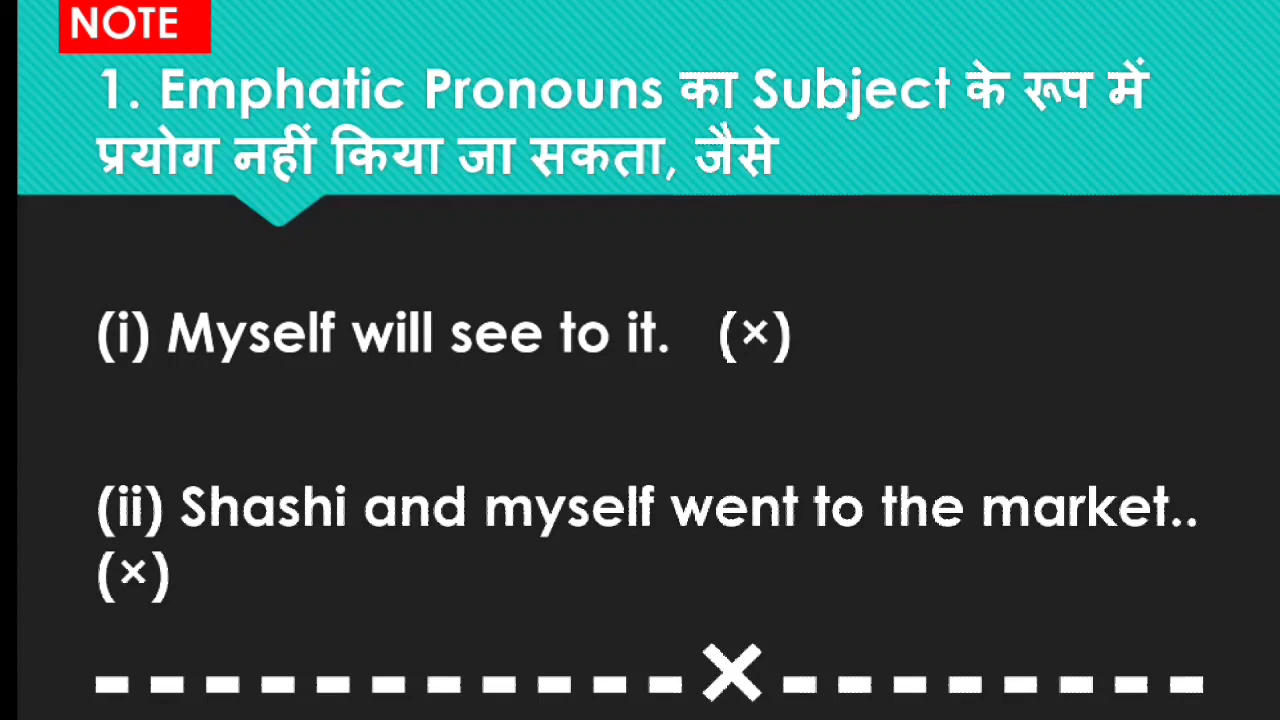 NOTE
1. Emphatic Pronouns का Subject के रूप में
प्रयोग नहीं किया जा सकता, जैसे
(i) Myself will see to it. (×)
(ii) Shashi and myself went to the market..
(×)